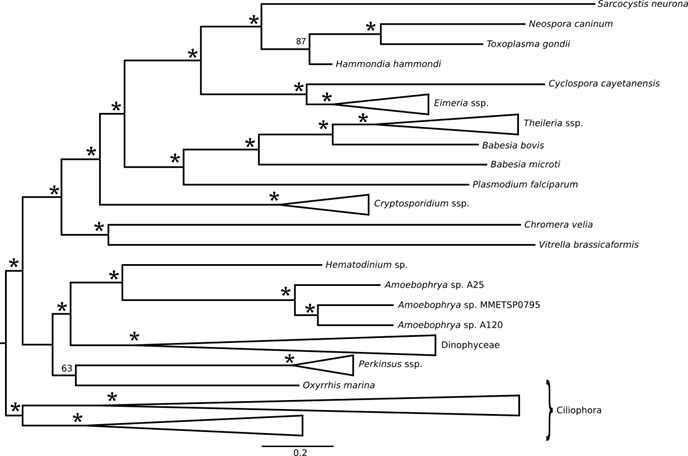 Sarcocystis neurona
*
Neospora caninum
*
87
Toxoplasma gondii
*
Hammondia hammondi
*
Cyclospora cayetanensis
*
Eimeria ssp.
*
*
Theileria ssp.
*
Babesia bovis
*
*
Babesia microti
*
Plasmodium falciparum
*
*
Cryptosporidium ssp.
*
Chromera velia
*
Vitrella brassicaformis
*
Hematodinium sp.
*
Amoebophrya sp. A25
*
Amoebophrya sp. MMETSP0795
*
*
Amoebophrya sp. A120
*
Dinophyceae
*
Perkinsus ssp.
63
Oxyrrhis marina
*
*
Ciliophora
*
0.2